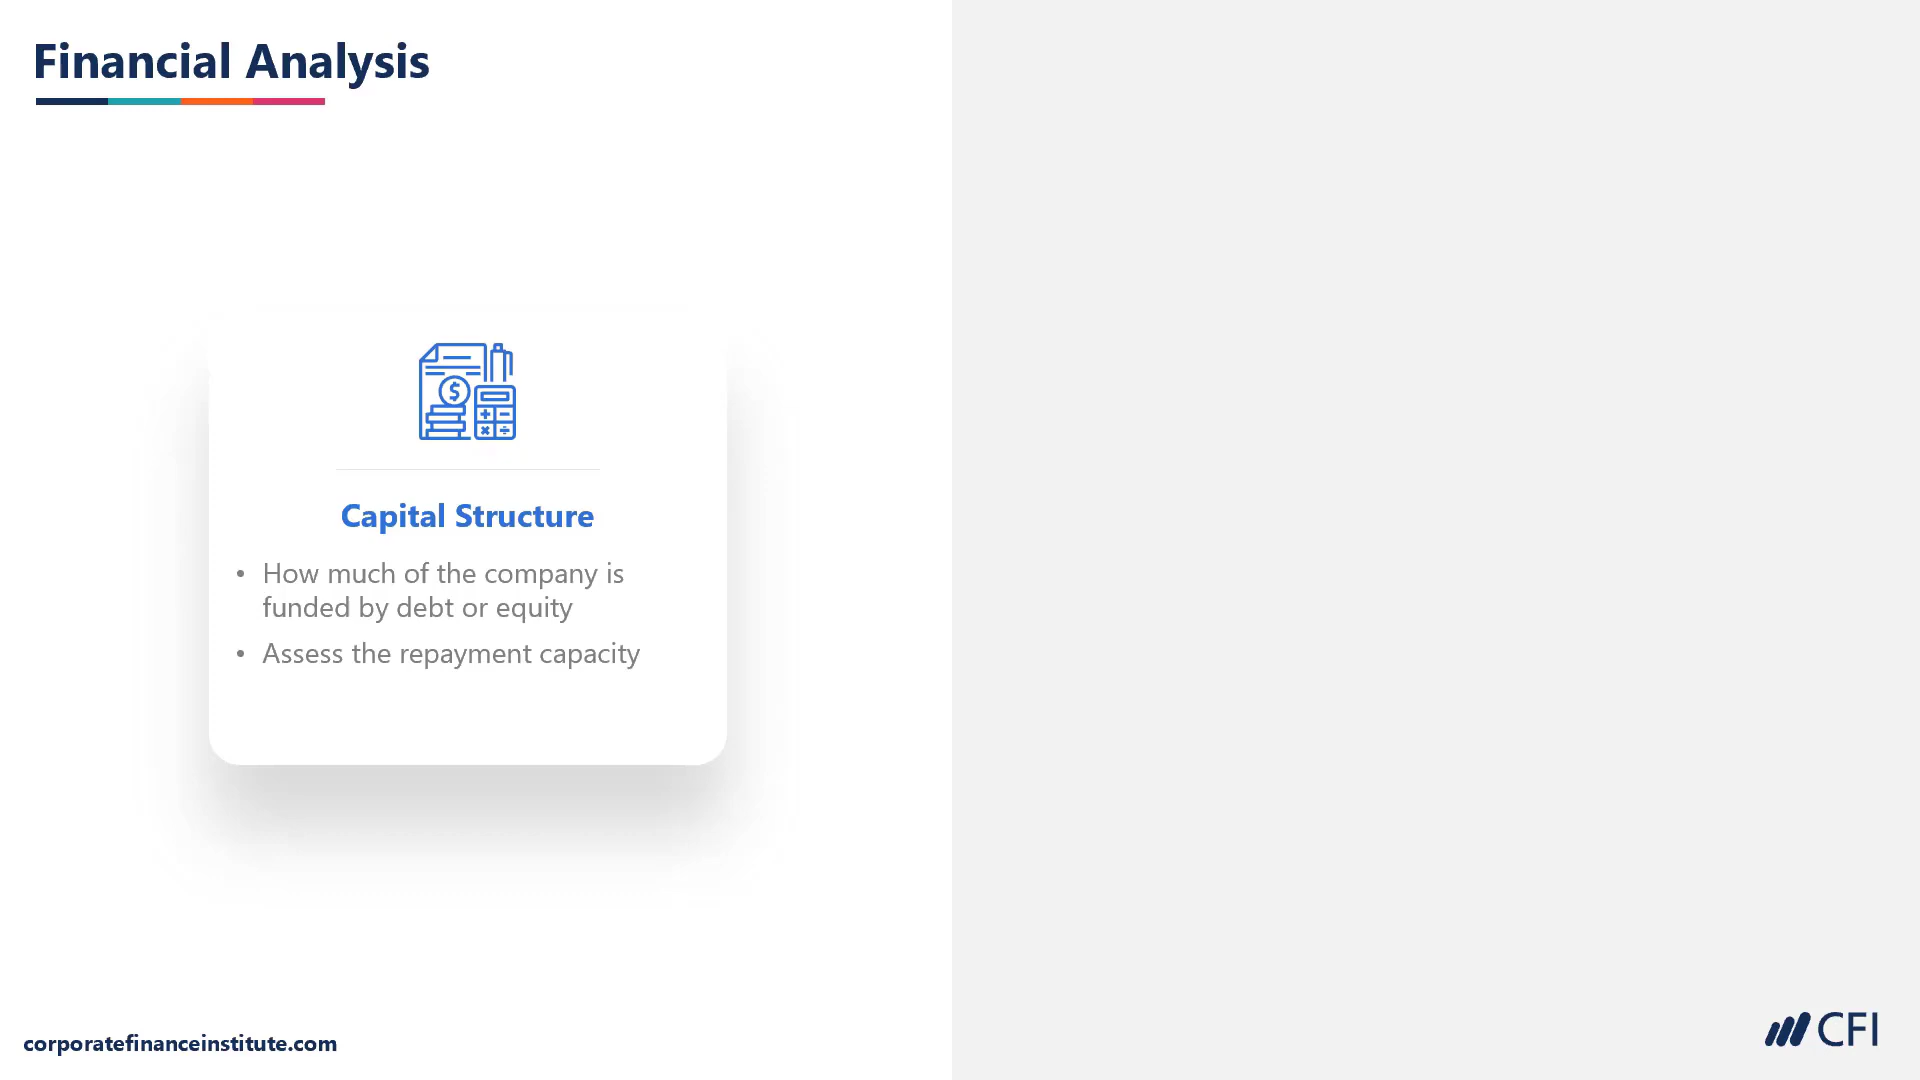 Financial Analysis
$
Capital Structure
• How much of the company is
funded by debt or equity
• Assess the repayment capacity
corporatefinanceinstitute.com
CFI